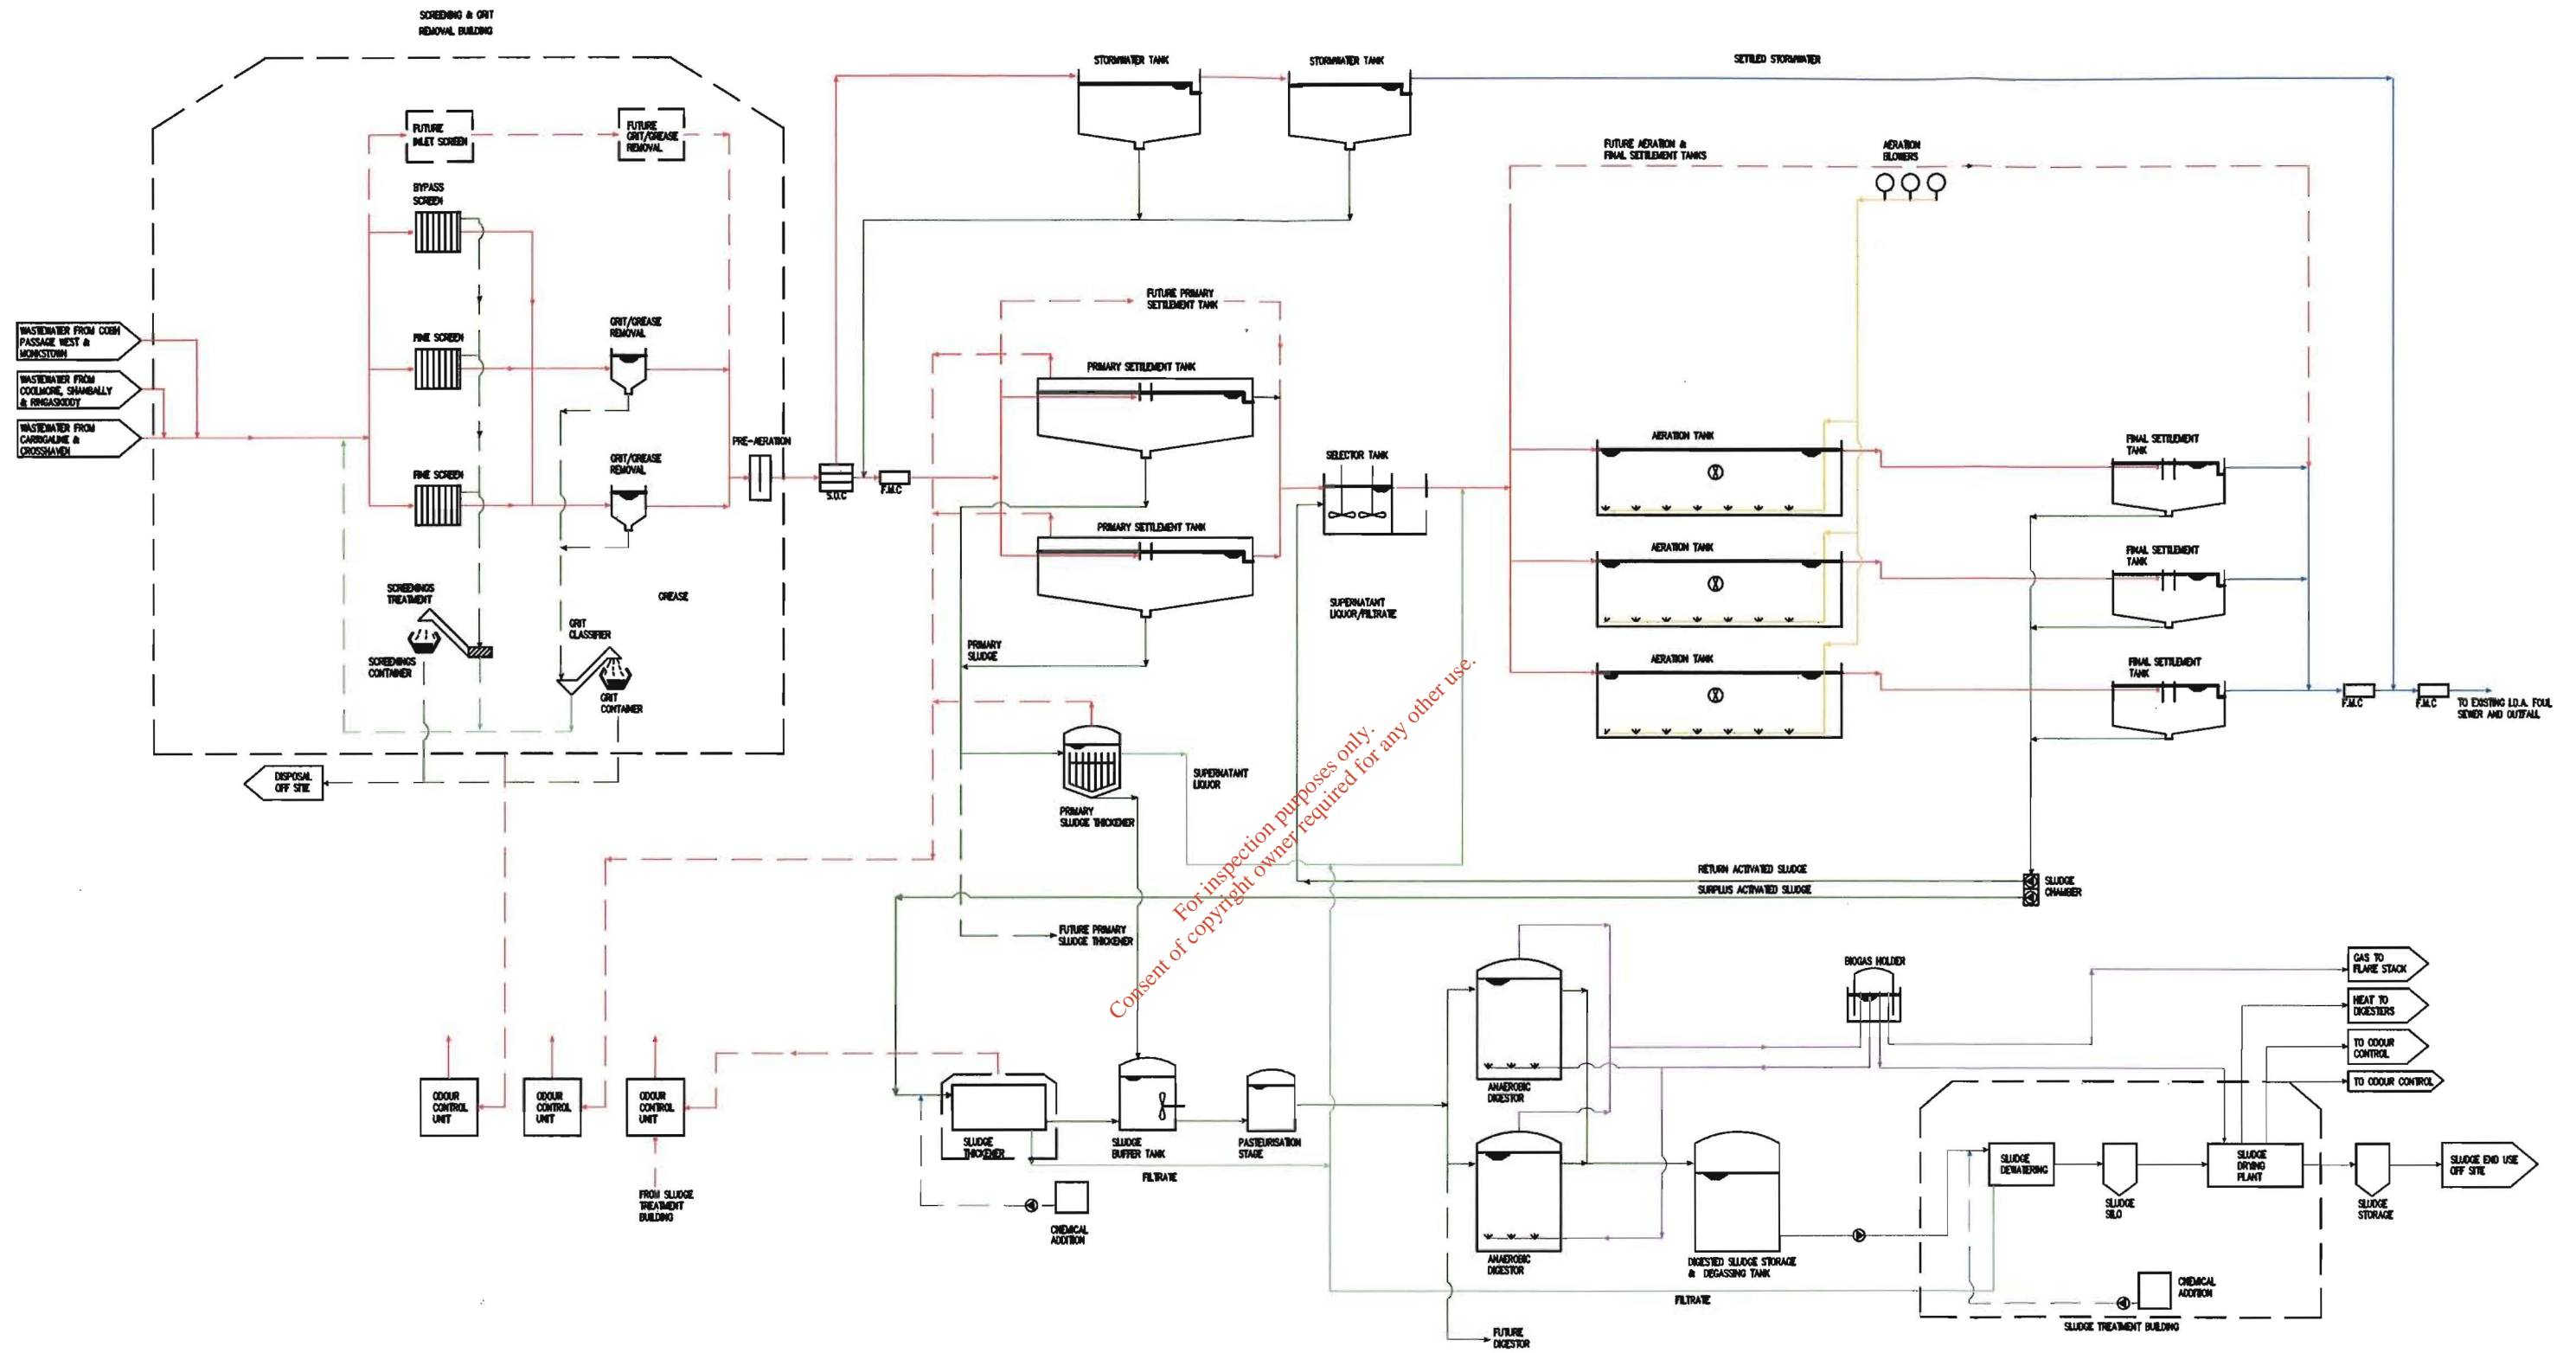 SCREENING & GRIT
REMOVAL BUILDING
STORMWATER TANK
STORMWATER TANK
SETTLED STORMWATER
FUTURE
INLET SCREEN
FUTURE
GRIT/GREASE
REMOVAL
FUTURE AERATION &
FINAL SETTLEMENT TANKS
AERATION
BLOWERS
BYPASS
SCREEN
FUTURE PRIMARY
SETTLEMENT TANK
WASTEWATER FROM COBH
PASSAGE WEST &
MONKSTOWN
FINE SCREEN
GRIT/GREASE
REMOVAL
PRIMARY SETTLEMENT TANK
WASTEWATER FROM
COOLMORE, SHANBALLY
& RINGASKIDDY
WASTEWATER FROM
CARRIGALINE &
CROSSHAVEN
PRE-AERATION
AERATION TANK
FINAL SETTLEMENT
TANK
FINE SCREEN
GRIT/GREASE
REMOVAL
S.O.C
F.M.C
SELECTOR TANK
PRIMARY SETTLEMENT TANK
AERATION TANK
FINAL SETTLEMENT
TANK
SCREENINGS
TREATMENT
GREASE
SUPERNATANT
LIQUOR/FILTRATE
GRIT
CLASSIFIER
SCREENINGS
CONTAINER
PRIMARY
SLUDGE
AERATION TANK
FINAL SETTLEMENT
TANK
GRIT
CONTAINER
F.M.C
F.M.C
TO EXISTING I.D.A. FOUL
SEWER AND OUTFALL
DISPOSAL
OFF SITE
SUPERNATANT
LIQUOR
PRIMARY
SLUDGE THICKENER
For inspection purposes only.
Consent of copyright owner required for any other use.
RETURN ACTIVATED SLUDGE
SURPLUS ACTIVATED SLUDGE
SLUDGE
CHAMBER
FUTURE PRIMARY
SLUDGE THICKENER
BIOGAS HOLDER
GAS TO
FLARE STACK
HEAT TO
DIGESTERS
TO ODOUR
CONTROL
TO ODOUR CONTROL
ODOUR
CONTROL
UNIT
ODOUR
CONTROL
UNIT
ODOUR
CONTROL
UNIT
ANAEROBIC
DIGESTOR
SLUDGE
THICKENER
SLUDGE
BUFFER TANK
PASTEURISATION
STAGE
FILTRATE
FROM SLUDGE
TREATMENT
BUILDING
CHEMICAL
ADDITION
ANAEROBIC
DIGESTOR
DIGESTED SLUDGE STORAGE
& DEGASSING TANK
SLUDGE
DEWATERING
SLUDGE
SILO
SLUDGE
DRYING
PLANT
SLUDGE
STORAGE
SLUDGE END USE
OFF SITE
CHEMICAL
ADDITION
FILTRATE
SLUDGE TREATMENT BUILDING
FUTURE
DIGESTOR